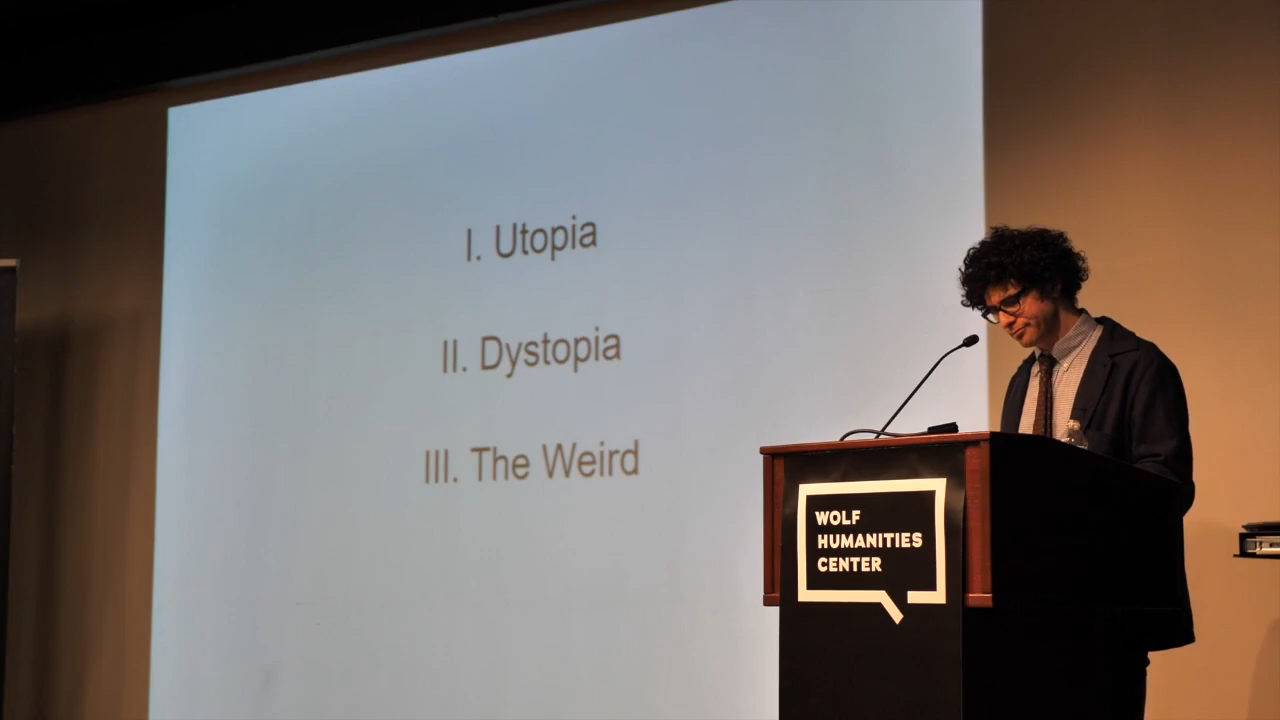 I. Utopia
II. Dystopia
III. The Weird
WOLF
HUMANITIES
CENTER